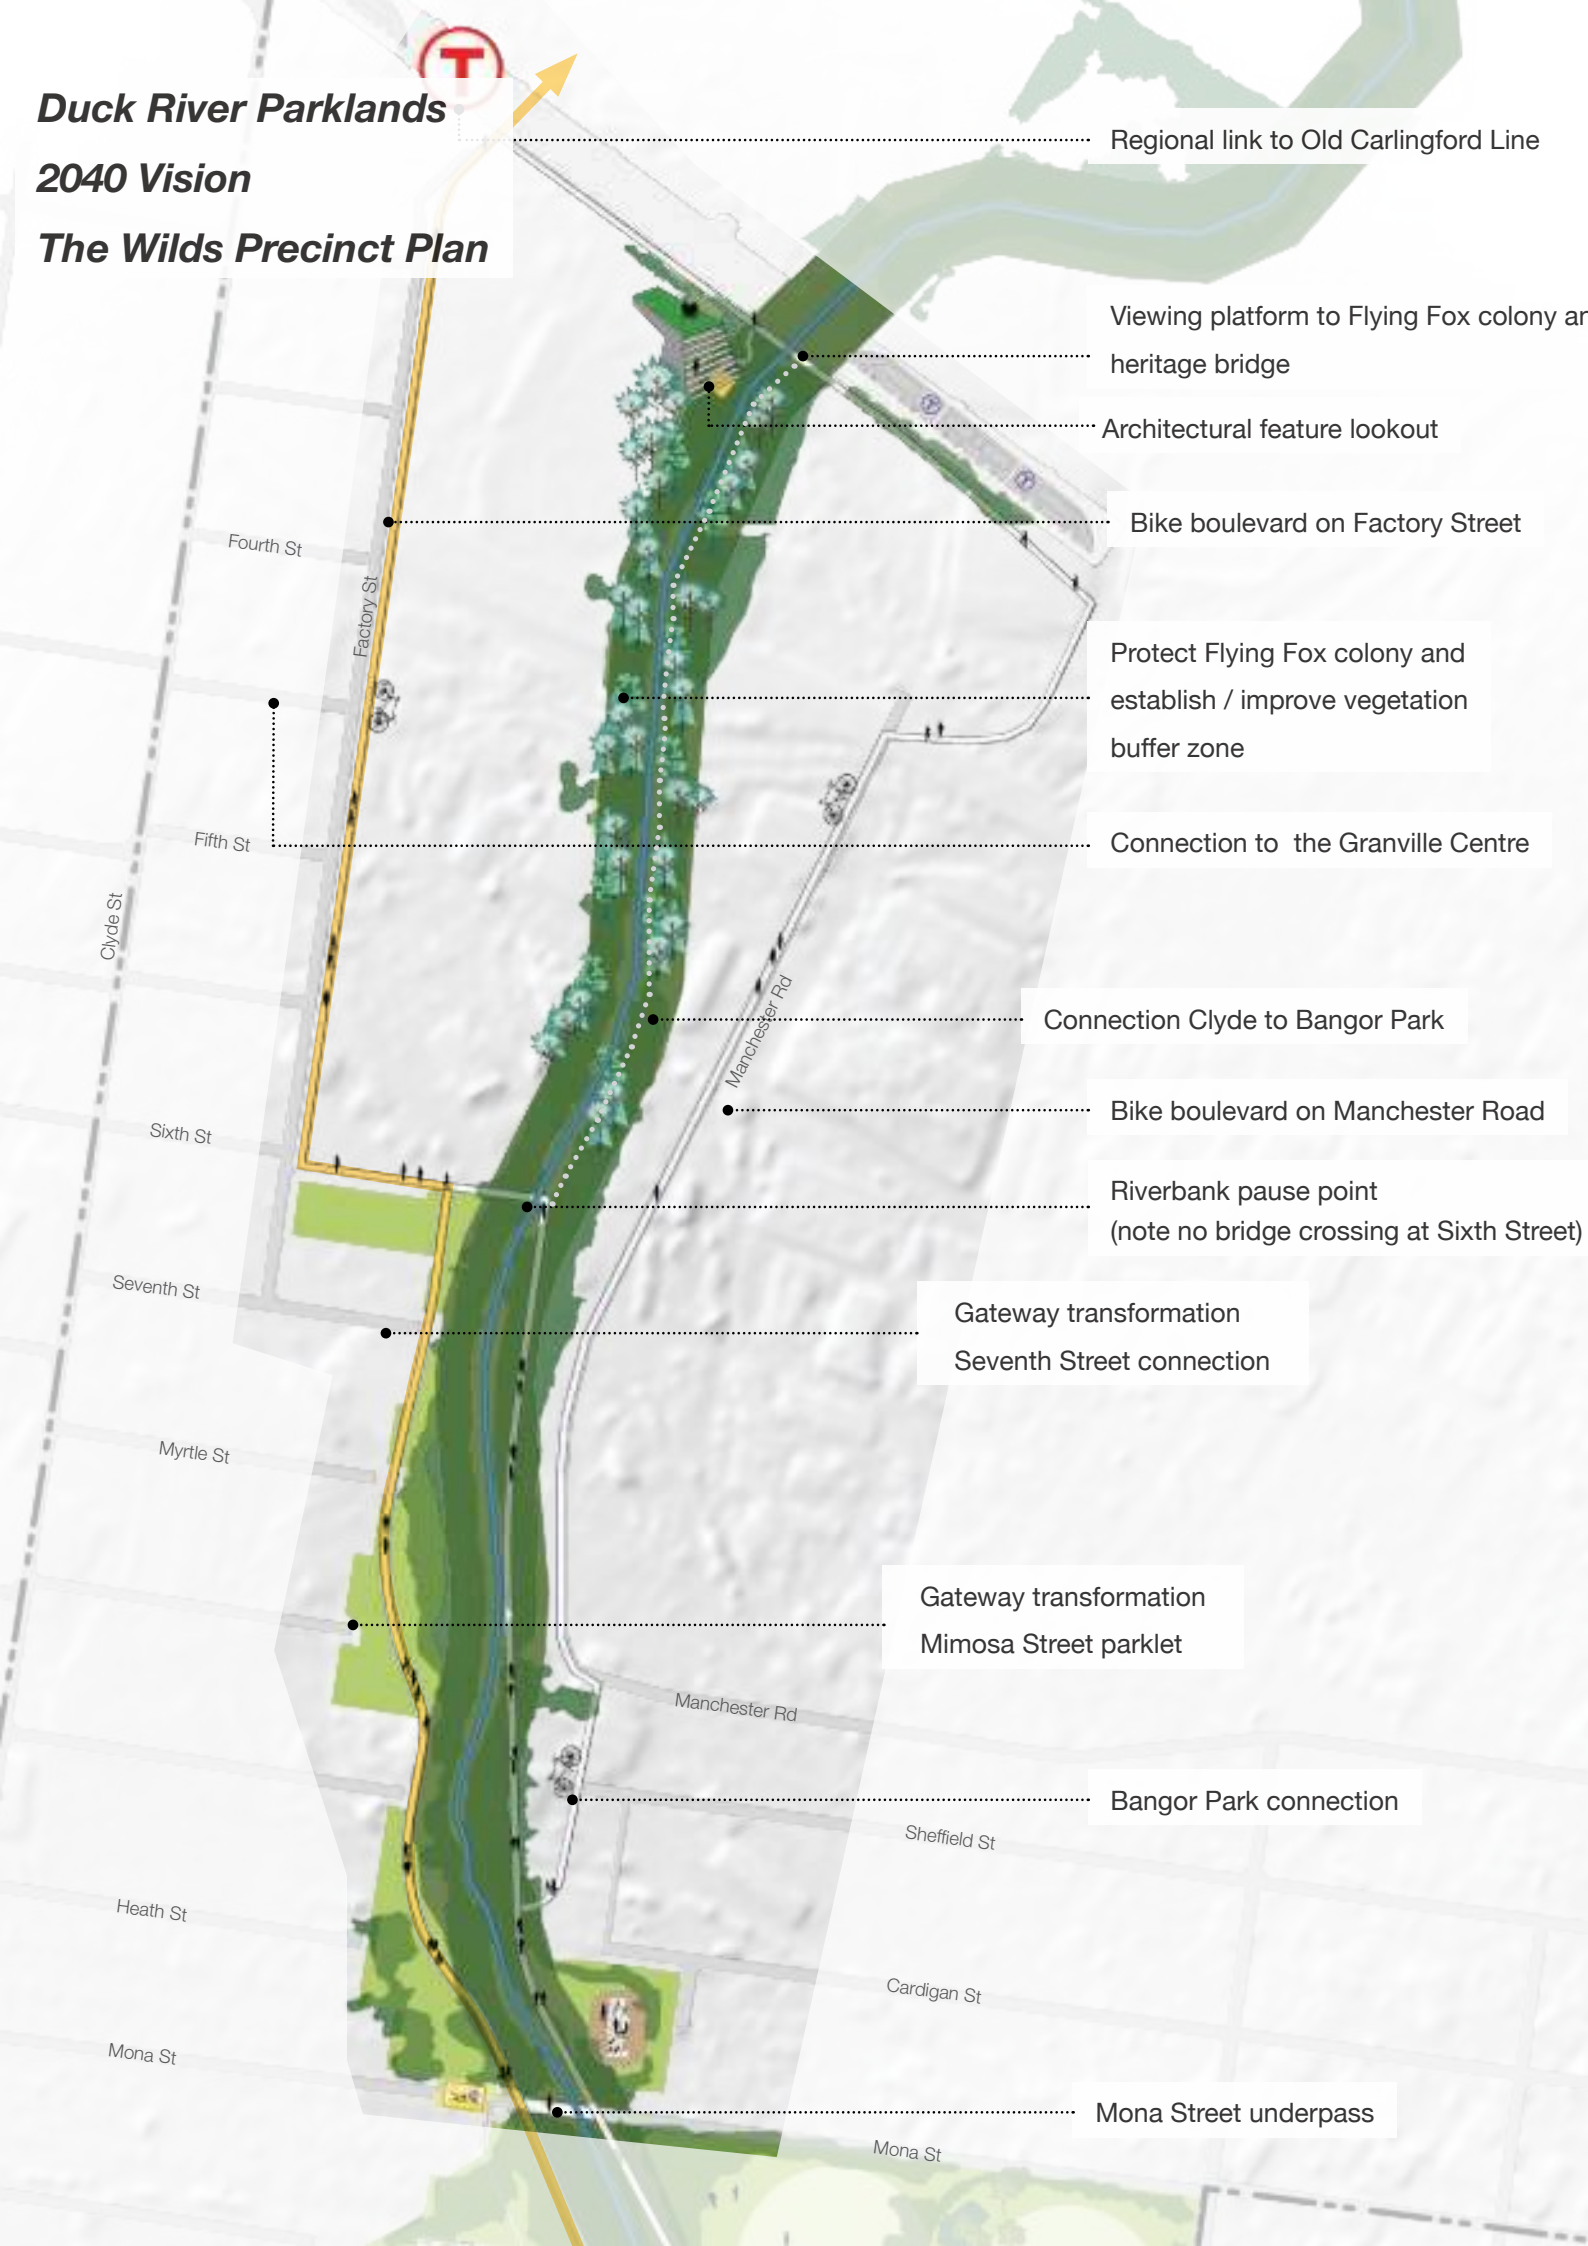 T
Duck River Parklands
2040 Vision
The Wilds Precinct Plan
Regional link to Old Carlingford Line
Viewing platform to Flying Fox colony
heritage bridge
Architectural feature lookout
Bike boulevard on Factory Street
Fourth St
Factory St
Protect Flying Fox colony and
establish / improve vegetation
buffer zone
Connection to the Granville Centre
Fifth St
Clyde St
Connection Clyde to Bangor Park
Manchester Rd
Bike boulevard on Manchester Road
Sixth St
Riverbank pause point
(note no bridge crossing at Sixth Street)
Seventh St
Gateway transformation
Seventh Street connection
Myrtle St
Gateway transformation
Mimosa Street parklet
Manchester Rd
Bangor Park connection
Sheffield St
Heath St
Cardigan St
Mona St
Mona Street underpass
Mona St